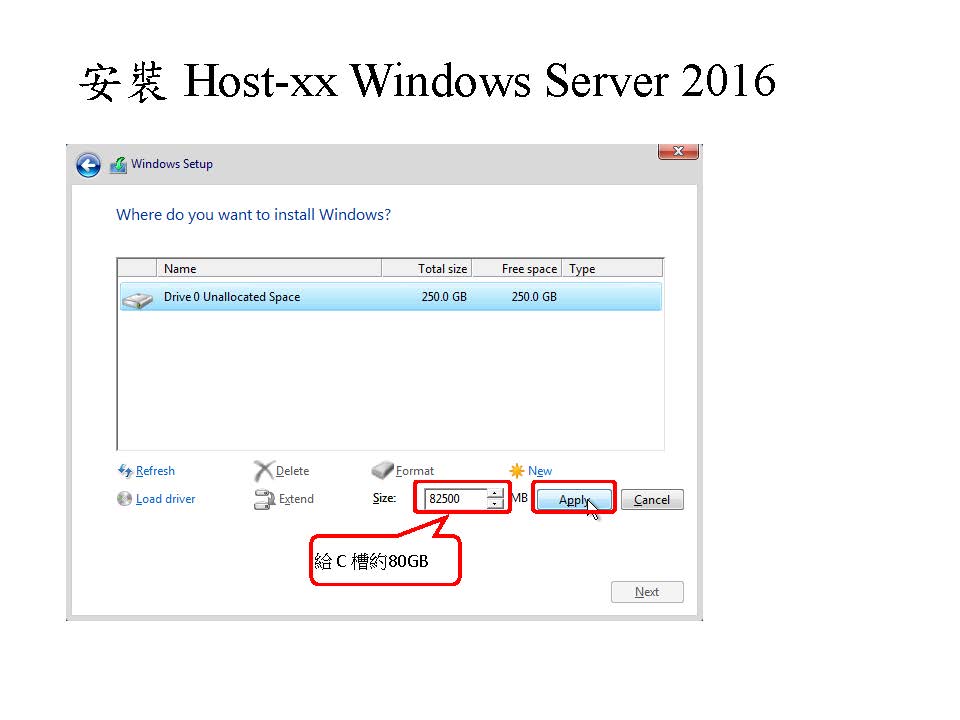 安裝 Host-xx Windows Server 2016
Windows Setup
Where do you want to install Windows?
Name Total size Free space Type
Drive 0 Unallocated Space 250.0 GB 250.0 GB
Refresh Delete Format New
Load driver Extend Size: 82500 MB Apply Cancel
給 C 槽約80GB
Next